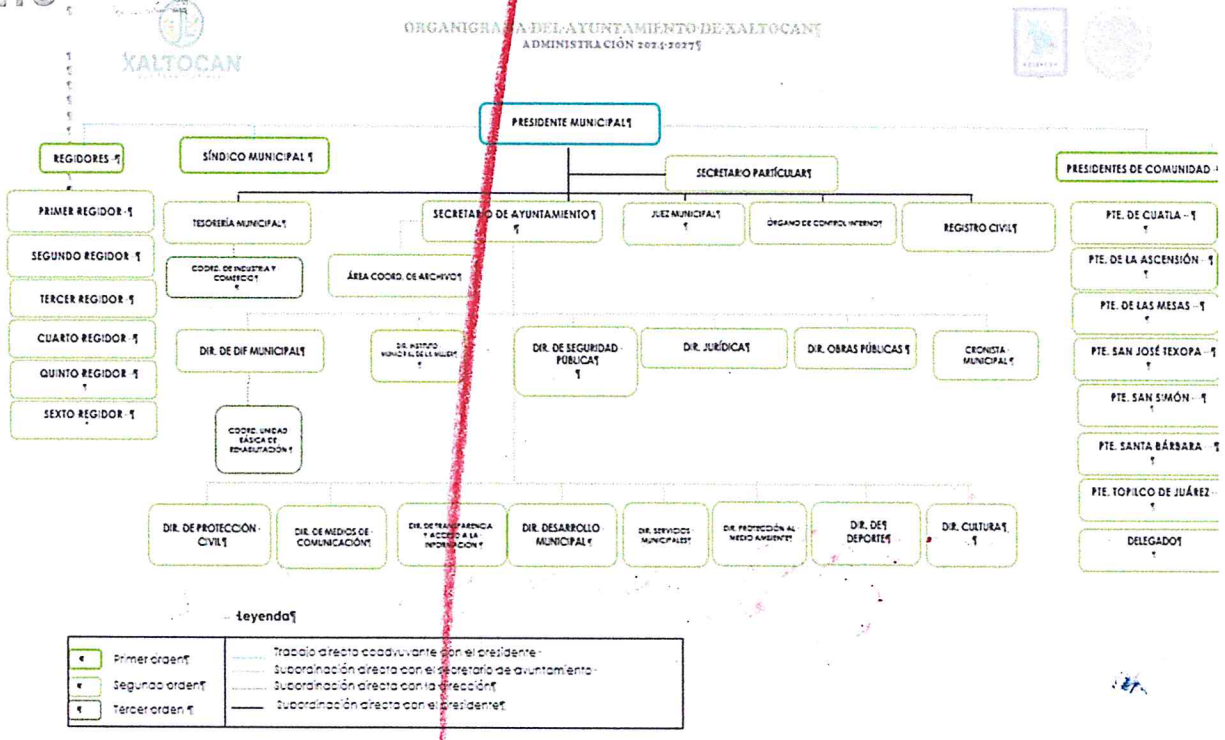 XALTOCAN
ORGANIGRAMA·DEL·AYUNTAMIENTO·DE·XALTOCAN¶
ADMINISTRACIÓN 2024-2027¶
PRESIDENTE MUNICIPAL¶
REGIDORES·¶
SÍNDICO MUNICIPAL ¶
SECRETARIO PARTÍCULAR¶
PRESIDENTES DE COMUNIDAD·
PRIMER REGIDOR·¶
SEGUNDO REGIDOR·¶
TERCER REGIDOR·¶
CUARTO REGIDOR·¶
QUINTO REGIDOR·¶
¶
SEXTO REGIDOR·¶
TESORERÍA MUNICIPAL¶
SECRETARIO DE AYUNTAMIENTO¶
¶
JUEZ MUNICIPAL¶
¶
ÓRGANO DE CONTROL INTERNO¶
REGISTRO CIVIL¶
COORD. DE INDUSTRIA Y
COMERCIO¶
¶
ÁREA COORD. DE ARCHIVO¶
DIR. DE DIF MUNICIPAL¶
DIR. INSTITUTO·
MUNICIPAL DE LA MUJER¶
¶
DIR. DE SEGURIDAD·
PÚBLICA¶
¶
DIR. JURÍDICA¶
DIR. OBRAS PÚBLICAS ¶
CRONISTA·
MUNICIPAL¶
COORD. UNIDAD
BÁSICA DE
REHABILITACIÓN ¶
DIR. DE PROTECCIÓN·
CIVIL¶
DIR. DE MEDIOS DE·
COMUNICACIÓN¶
DIR. DE TRANSPARENCIA
Y ACCESO A LA·
INFORMACIÓN ¶
DIR. DESARROLLO·
MUNICIPAL¶
DIR. SERVICIOS·
MUNICIPALES¶
DIR. PROTECCIÓN AL·
MEDIO AMBIENTE¶
DIR. DE¶
DEPORTE¶
DIR. CULTURA¶
¶
PTE. DE CUATLA·-¶
¶
PTE. DE LA ASCENSIÓN·-¶
¶
PTE. DE LAS MESAS·-¶
¶
PTE. SAN JOSÉ TEXOPA·-¶
¶
PTE. SAN SIMÓN·-¶
¶
PTE. SANTA BÁRBARA·-¶
¶
PTE. TOPILCO DE JUÁREZ·-
¶
DELEGADO¶
¶
Leyenda¶
¶ Primer orden¶
¶ Segundo orden¶
¶ Tercer orden ¶
Trabajo·directo·coadyuvante·con·el·presidente·
Subordinación·directa·con·el·secretario·de·ayuntamiento·
Subordinación·directa·con·la·dirección¶
Subordinación·directa·con·el·presidente¶